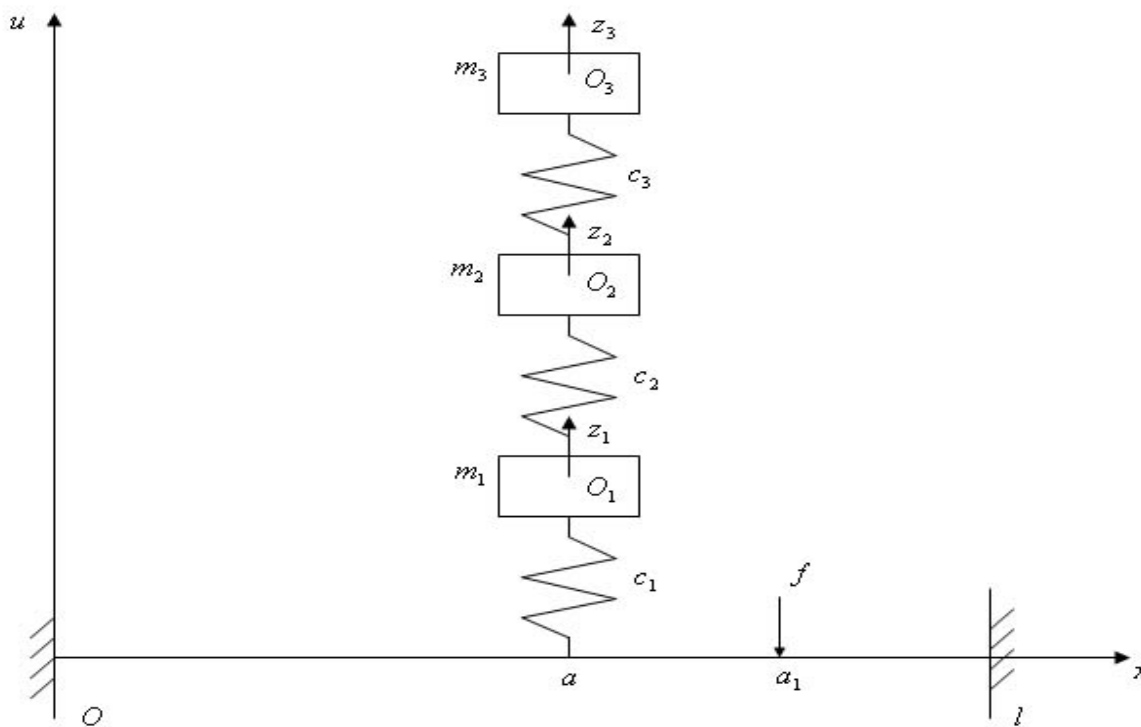 u
z₃
m₃
O₃
c₃
z₂
m₂
O₂
c₂
z₁
m₁
O₁
c₁
f
a
a₁
x
O
l